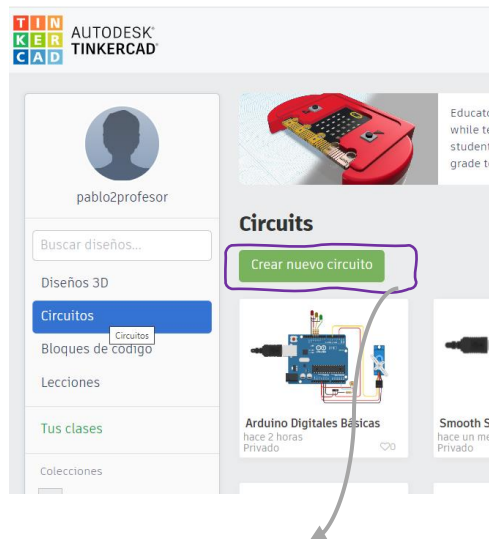 TIN
KER
CAD
AUTODESK®
TINKERCAD®
pablo2profesor
Buscar diseños...
Diseños 3D
Circuitos
Circuitos
Bloques de código
Lecciones
Tus clases
Colecciones
while te
student
grade t
Circuits
Crear nuevo circuito
Arduino Digitales Básicas
hace 2 horas
Privado
0
Smooth S
hace un me
Privado